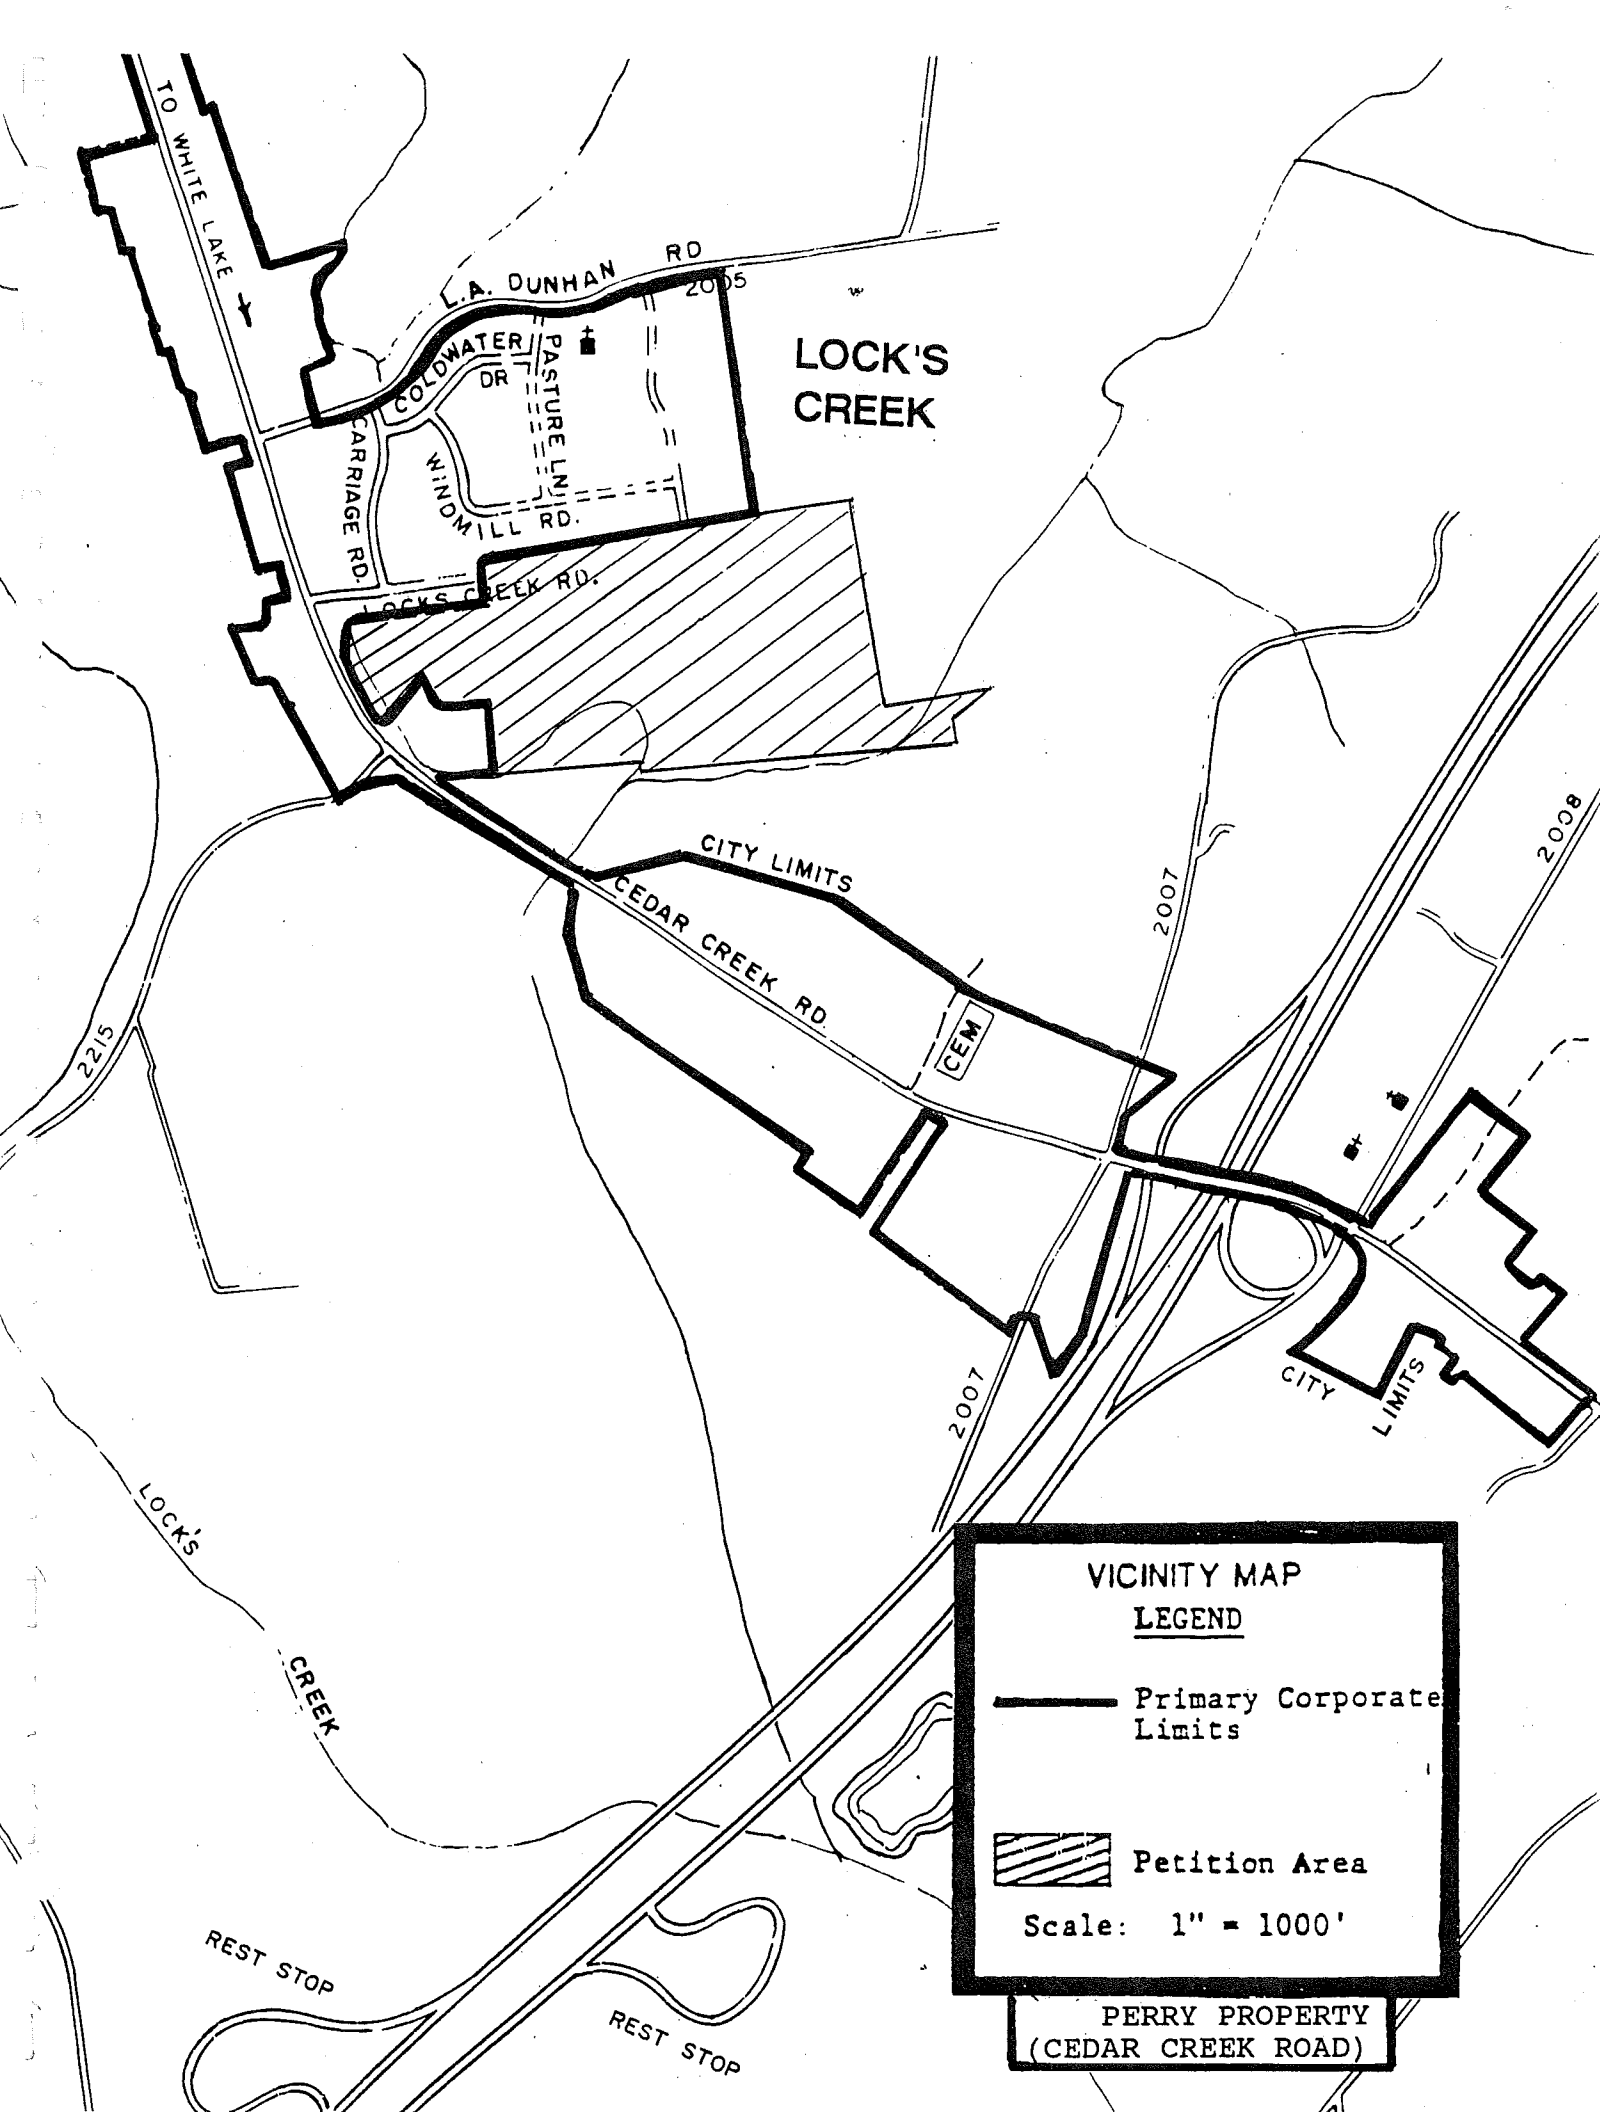 TO WHITE LAKE
L.A. DUNHAN RD
2005
COLDWATER
DR
PASTURE LN.
LOCK'S
CREEK
CARRIAGE RD.
WINDMILL RD.
LOCKS CREEK RD.
CITY LIMITS
CEDAR CREEK RD
2008
2007
CEM
2215
2007
CITY
LIMITS
LOCK'S
CREEK
VICINITY MAP
LEGEND
Primary Corporate
Limits
Petition Area
Scale: 1" = 1000'
REST STOP
REST STOP
PERRY PROPERTY
(CEDAR CREEK ROAD)